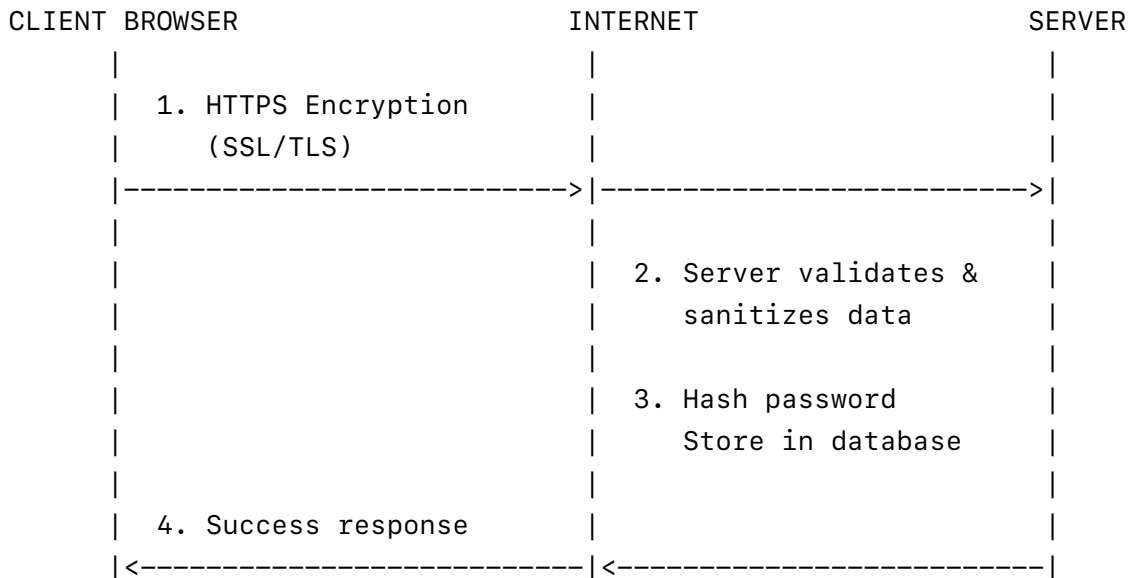 CLIENT BROWSER INTERNET SERVER
1. HTTPS Encryption
(SSL/TLS)
2. Server validates &
sanitizes data
3. Hash password
Store in database
4. Success response